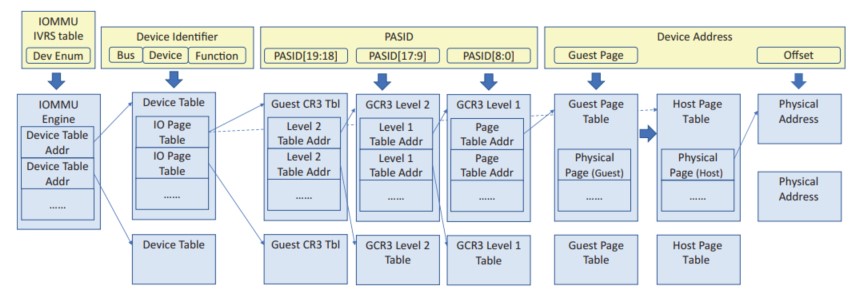 IOMMU
IVRS table
Dev Enum
Device Identifier
Bus Device Function
PASID
PASID[19:18] PASID[17:9] PASID[8:0]
Device Address
Guest Page Offset
IOMMU
Engine
Device Table
Addr
Device Table
Addr
......
Device Table
IO Page
Table
IO Page
Table
......
Guest CR3 Tbl
Level 2
Table Addr
Level 2
Table Addr
......
GCR3 Level 2
Level 1
Table Addr
Level 1
Table Addr
......
GCR3 Level 1
Page
Table Addr
Page
Table Addr
......
Guest Page
Table
Physical
Page (Guest)
......
Host Page
Table
Physical
Page (Host)
......
Physical
Address
Physical
Address
Device Table
Guest CR3 Tbl
GCR3 Level 2
Table
GCR3 Level 1
Table
Guest Page
Table
Host Page
Table